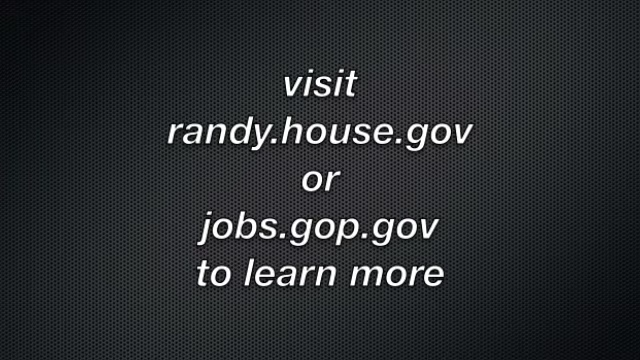 visit
randy.house.gov
or
jobs.gop.gov
to learn more